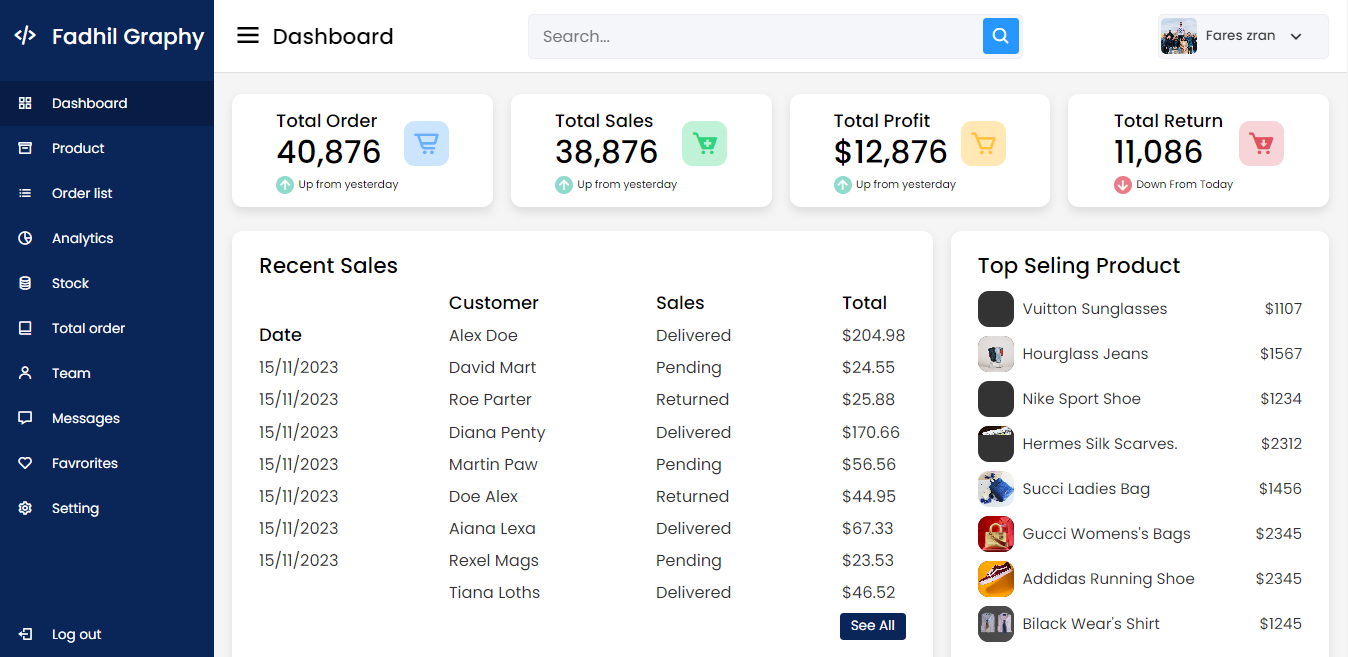 Fadhil Graphy
Dashboard
Product
Order list
Analytics
Stock
Total order
Team
Messages
Favrorites
Setting
Log out
Dashboard
Search...
Fares zran
Total Order
40,876
Up from yesterday
Total Sales
38,876
Up from yesterday
Total Profit
$12,876
Up from yesterday
Total Return
11,086
Down From Today
Recent Sales
Customer Sales Total
Date Alex Doe Delivered $204.98
15/11/2023 David Mart Pending $24.55
15/11/2023 Roe Parter Returned $25.88
15/11/2023 Diana Penty Delivered $170.66
15/11/2023 Martin Paw Pending $56.56
15/11/2023 Doe Alex Returned $44.95
15/11/2023 Aiana Lexa Delivered $67.33
15/11/2023 Rexel Mags Pending $23.53
Tiana Loths Delivered $46.52
See All
Top Seling Product
Vuitton Sunglasses $1107
Hourglass Jeans $1567
Nike Sport Shoe $1234
Hermes Silk Scarves. $2312
Succi Ladies Bag $1456
Gucci Womens's Bags $2345
Addidas Running Shoe $2345
Bilack Wear's Shirt $1245